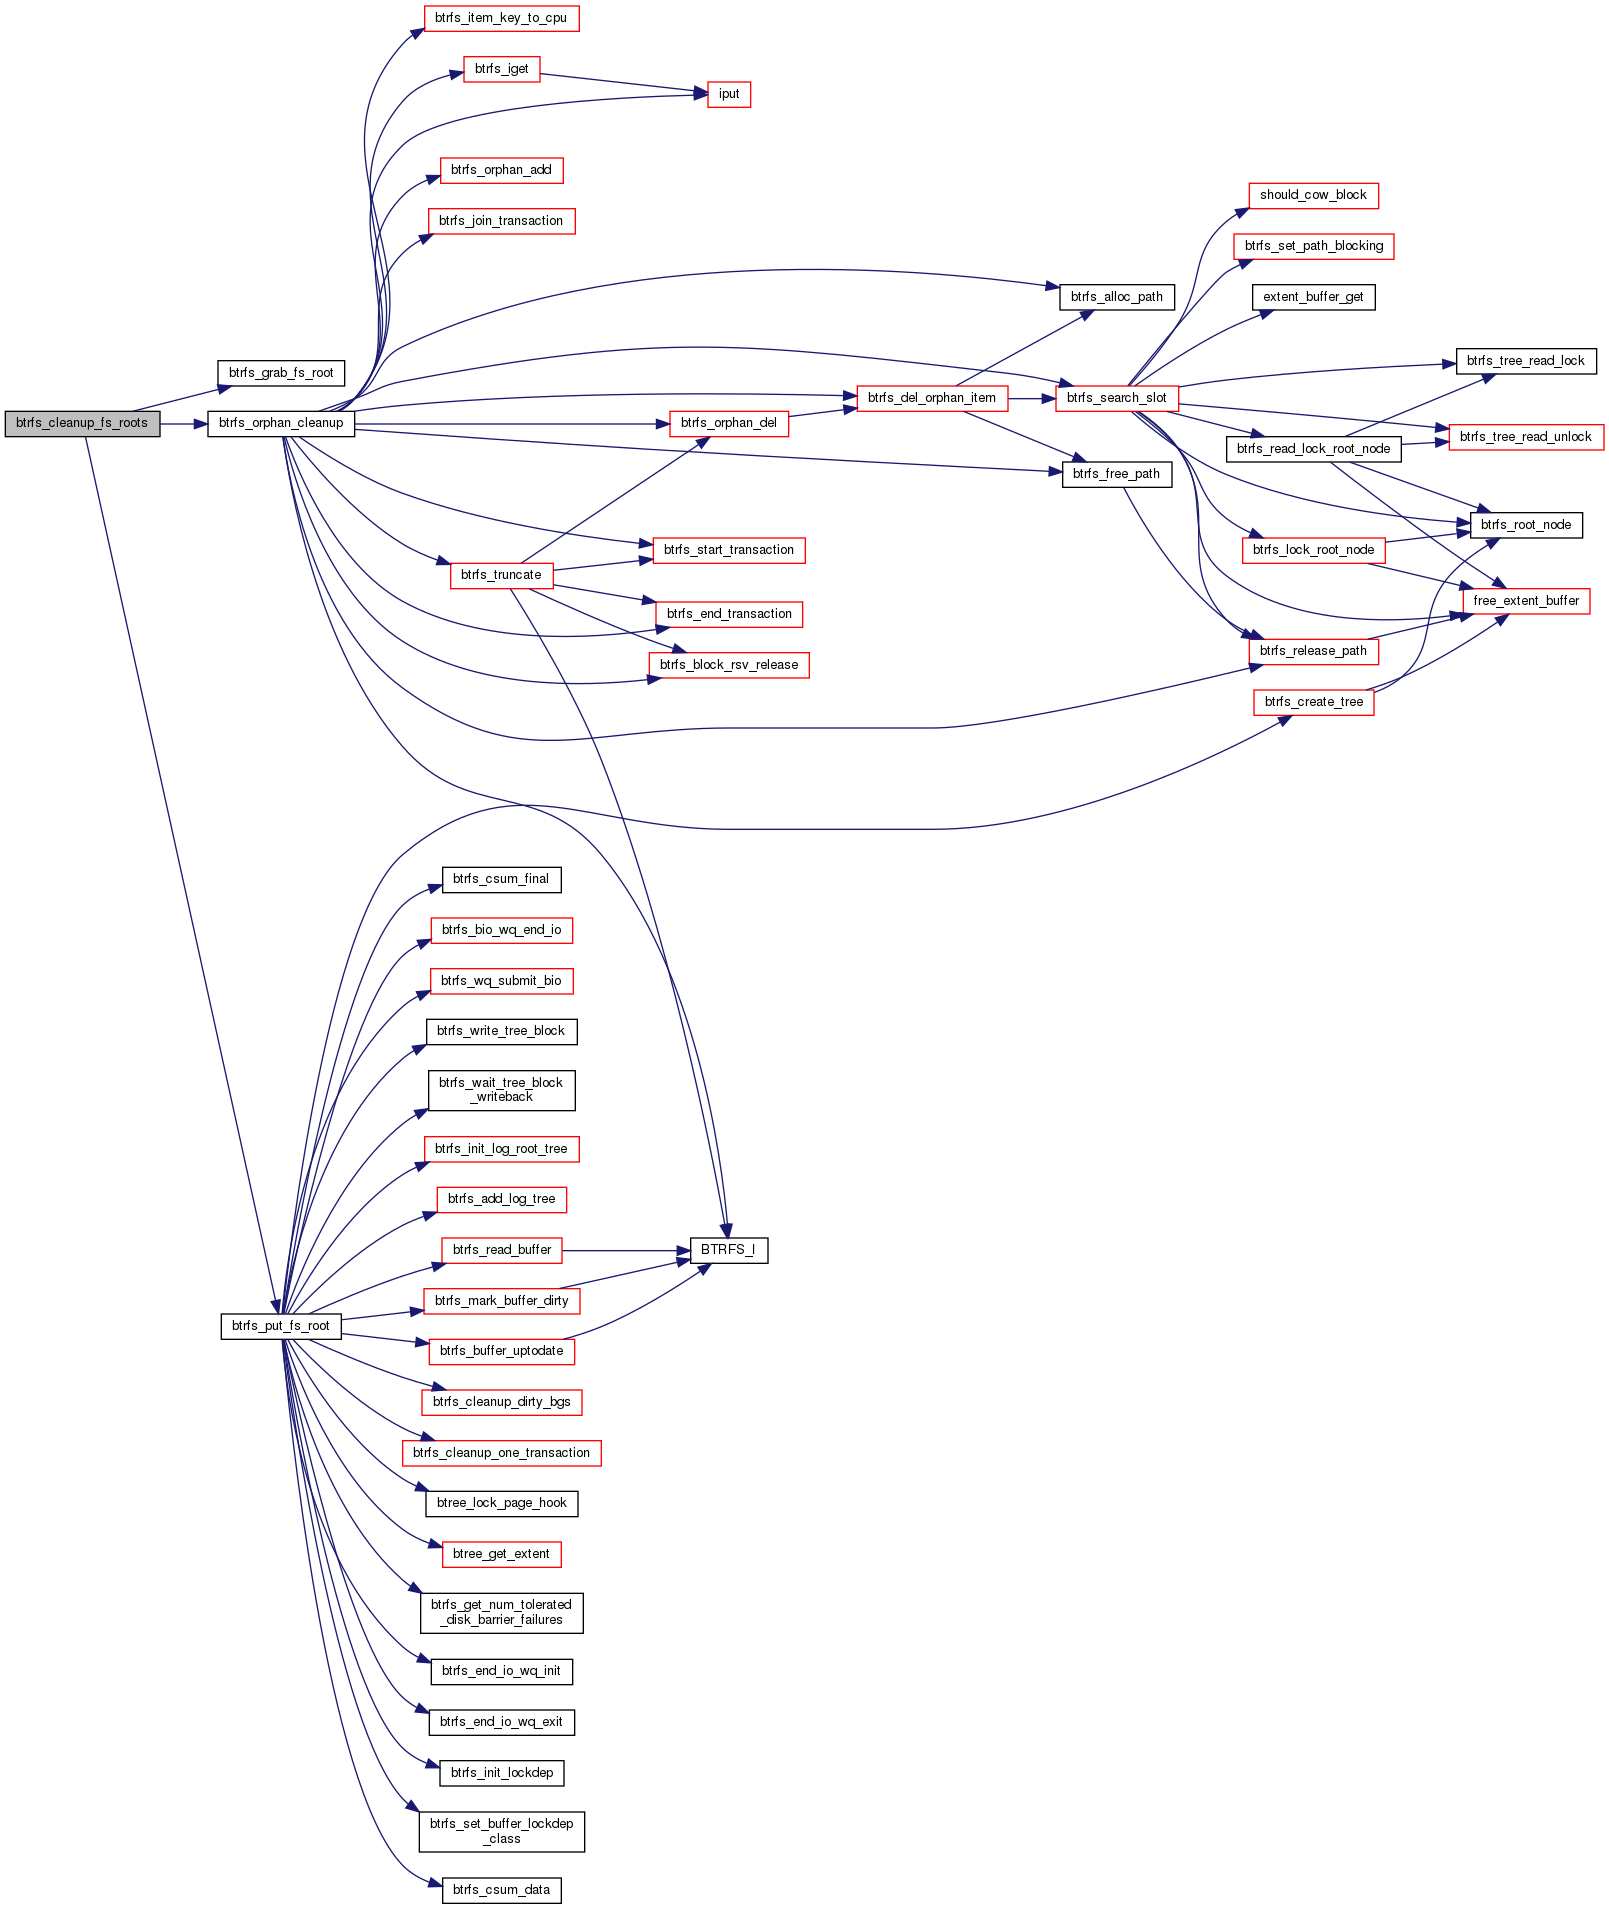 btrfs_item_key_to_cpu
btrfs_iget
iput
btrfs_orphan_add
should_cow_block
btrfs_join_transaction
btrfs_set_path_blocking
btrfs_alloc_path
extent_buffer_get
btrfs_tree_read_lock
btrfs_grab_fs_root
btrfs_del_orphan_item
btrfs_search_slot
btrfs_cleanup_fs_roots
btrfs_orphan_cleanup
btrfs_orphan_del
btrfs_tree_read_unlock
btrfs_read_lock_root_node
btrfs_free_path
btrfs_root_node
btrfs_start_transaction
btrfs_lock_root_node
btrfs_truncate
free_extent_buffer
btrfs_end_transaction
btrfs_release_path
btrfs_block_rsv_release
btrfs_create_tree
btrfs_csum_final
btrfs_bio_wq_end_io
btrfs_wq_submit_bio
btrfs_write_tree_block
btrfs_wait_tree_block
_writeback
btrfs_init_log_root_tree
btrfs_add_log_tree
btrfs_read_buffer
BTRFS_I
btrfs_mark_buffer_dirty
btrfs_put_fs_root
btrfs_buffer_uptodate
btrfs_cleanup_dirty_bgs
btrfs_cleanup_one_transaction
btree_lock_page_hook
btree_get_extent
btrfs_get_num_tolerated
_disk_barrier_failures
btrfs_end_io_wq_init
btrfs_end_io_wq_exit
btrfs_init_lockdep
btrfs_set_buffer_lockdep
_class
btrfs_csum_data